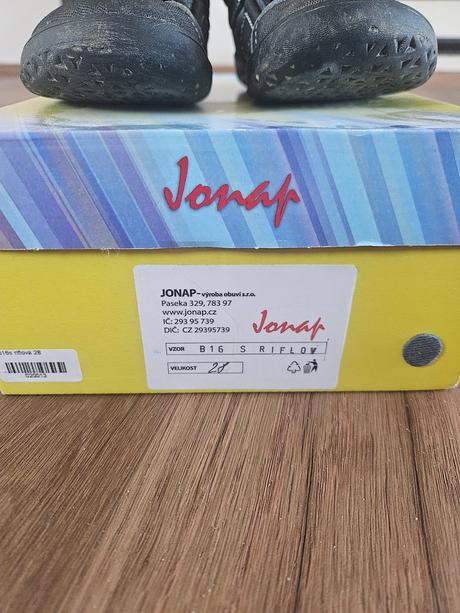 Jonap
JONAP-výroba obuvi s.r.o.
Paseka 329, 783 97
www.jonap.cz
IČ: 293 95 739
DIČ: CZ 29395739
Jonap
VZOR B16 S RIFLOV
VELIKOST 28
B16s riflová 28
020013